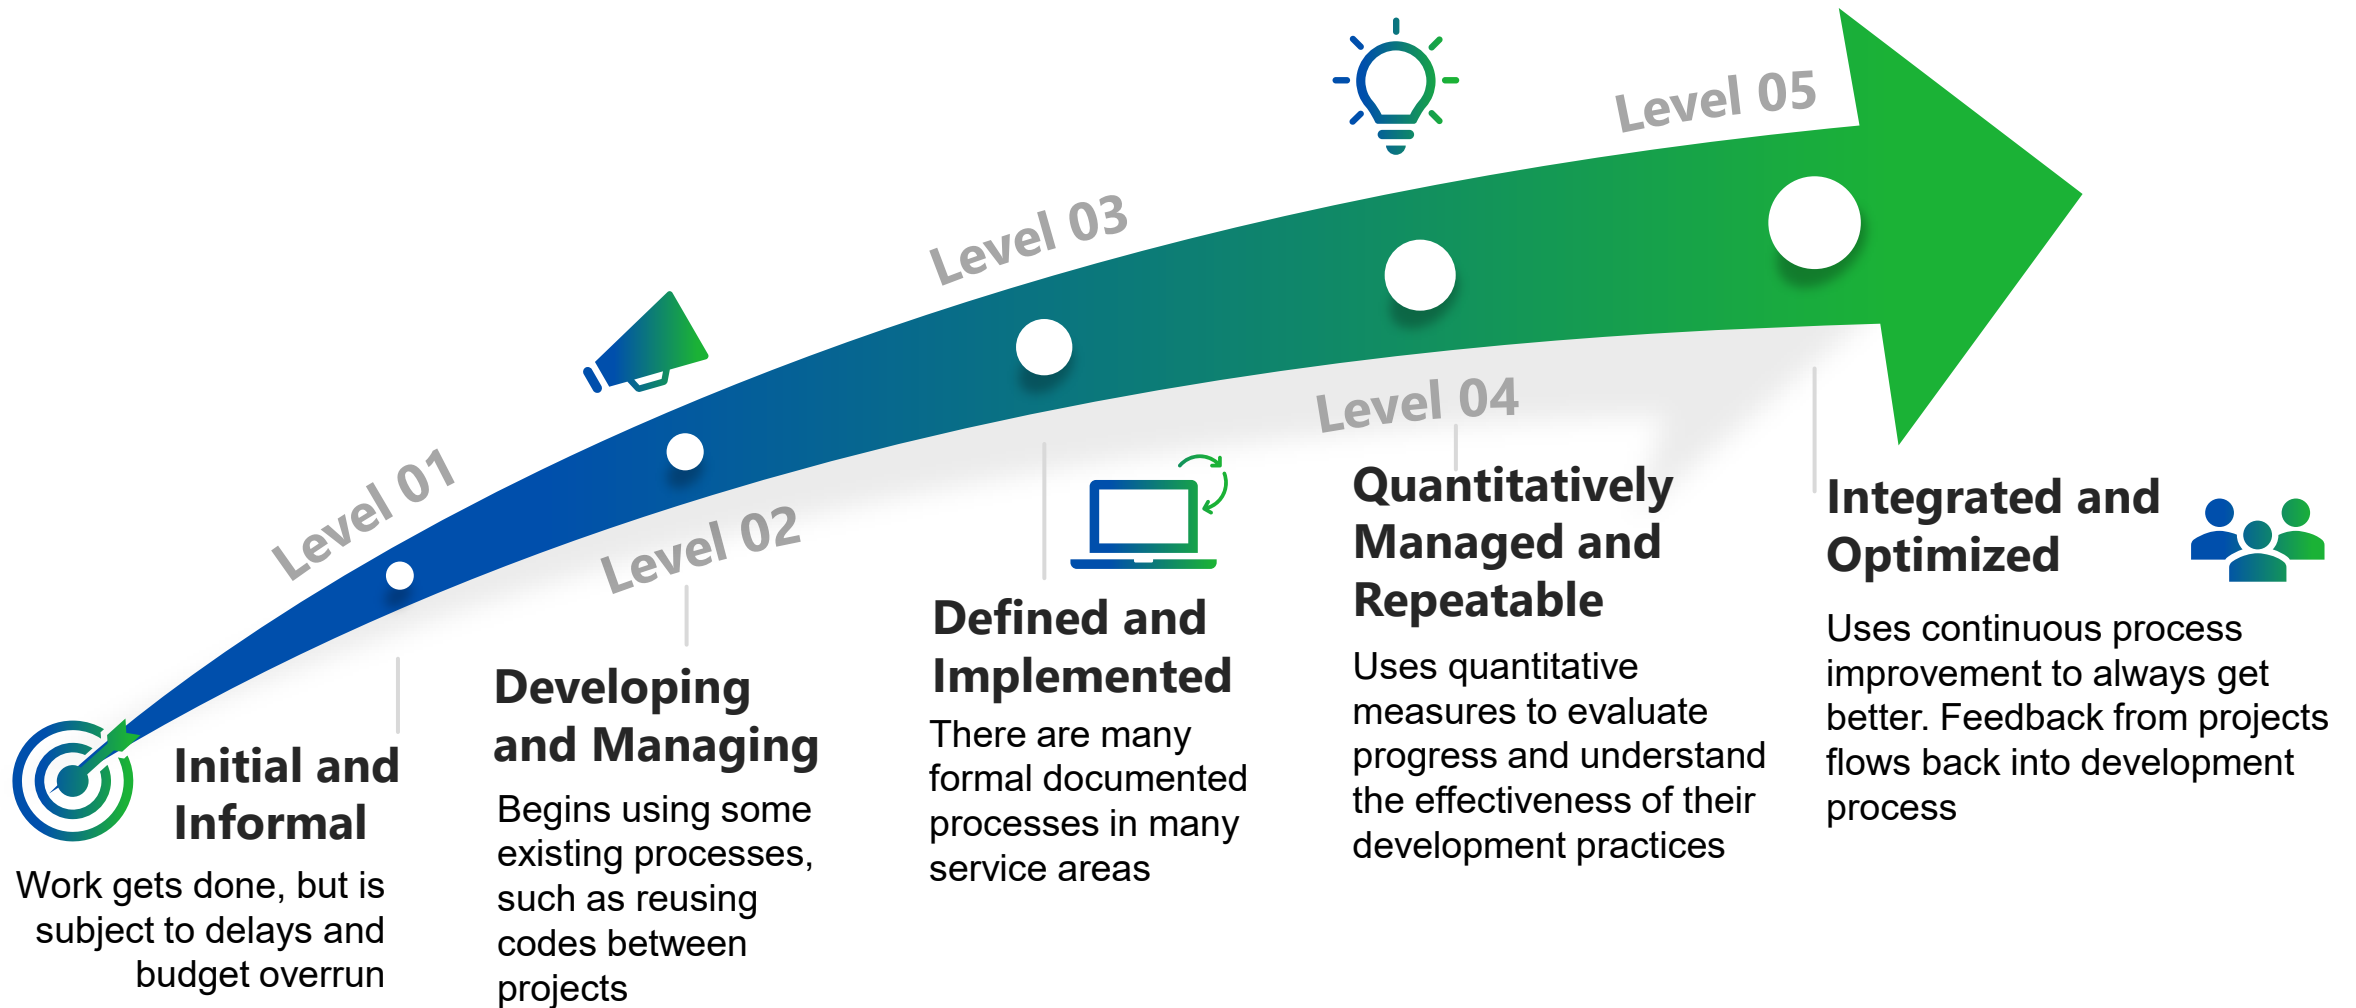 Level 01
Initial and
Informal
Work gets done, but is
subject to delays and
budget overrun
Level 02
Developing
and Managing
Begins using some
existing processes,
such as reusing
codes between
projects
Level 03
Defined and
Implemented
There are many
formal documented
processes in many
service areas
Level 04
Quantitatively
Managed and
Repeatable
Uses quantitative
measures to evaluate
progress and understand
the effectiveness of their
development practices
Level 05
Integrated and
Optimized
Uses continuous process
improvement to always get
better. Feedback from projects
flows back into development
process